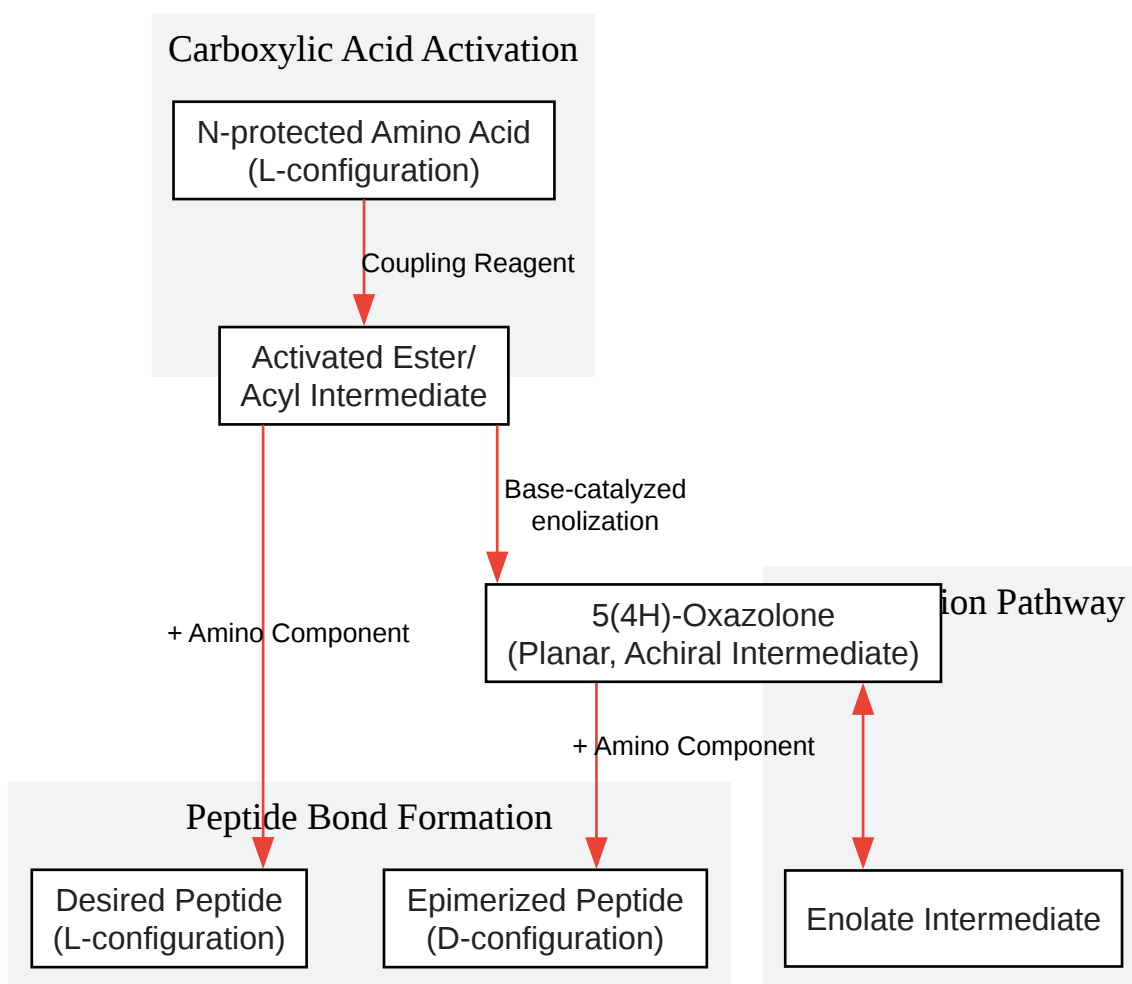 Carboxylic Acid Activation
N-protected Amino Acid
(L-configuration)
Coupling Reagent
Activated Ester/
Acyl Intermediate
Base-catalyzed
enolization
5(4H)-Oxazolone
(Planar, Achiral Intermediate)
ion Pathway
+ Amino Component
+ Amino Component
Peptide Bond Formation
Desired Peptide
(L-configuration)
Epimerized Peptide
(D-configuration)
Enolate Intermediate